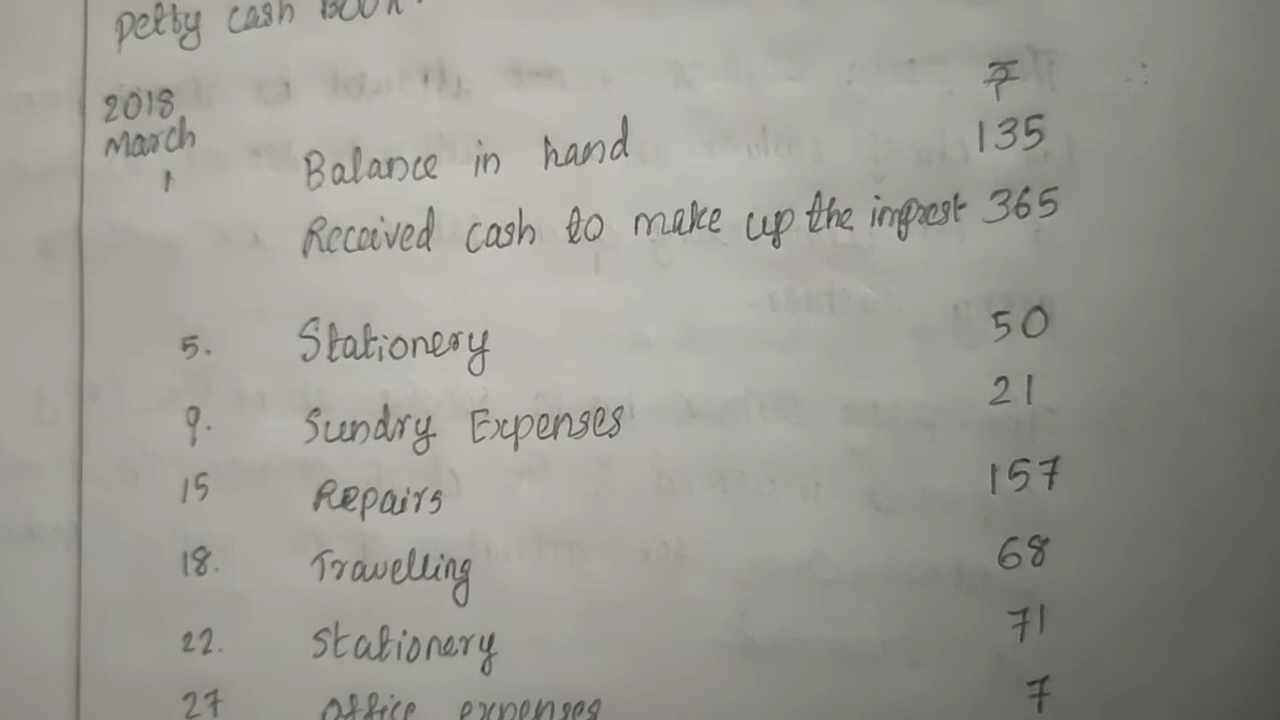 Petty cash Book.
₹
2018
March
1 Balance in hand 135
Received cash to make up the imprest 365
5. Stationery 50
9. Sundry Expenses 21
15 Repairs 157
18. Travelling 68
22. Stationery 71
27 Office expenses 7